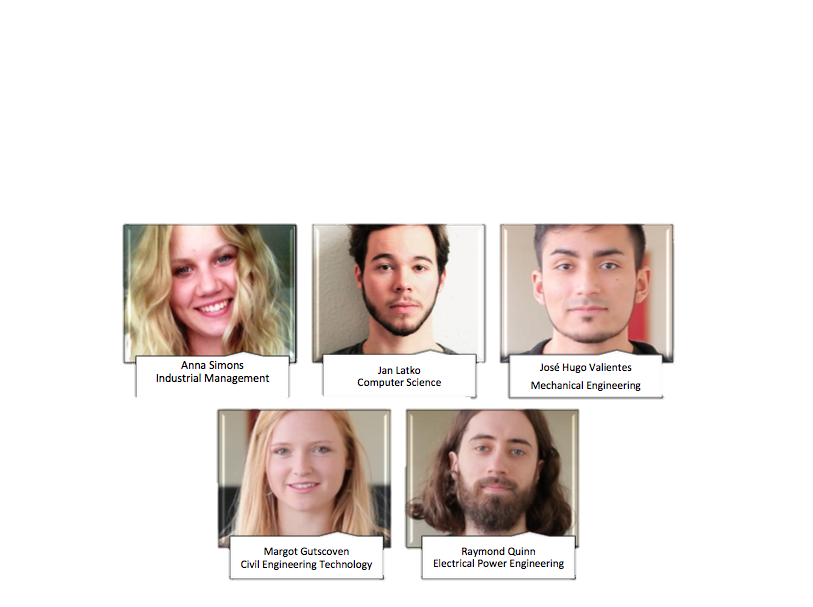 Anna Simons
Industrial Management
Jan Latko
Computer Science
José Hugo Valientes
Mechanical Engineering
Margot Gutscoven
Civil Engineering Technology
Raymond Quinn
Electrical Power Engineering